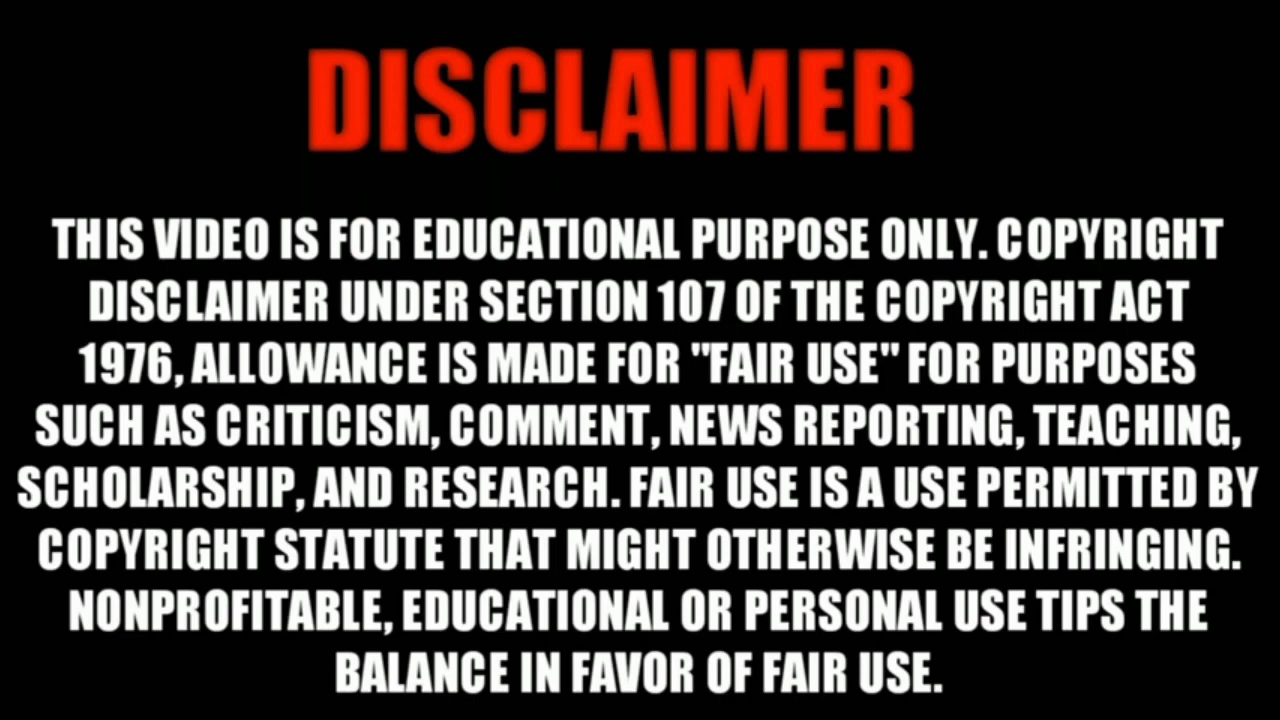 DISCLAIMER
THIS VIDEO IS FOR EDUCATIONAL PURPOSE ONLY. COPYRIGHT
DISCLAIMER UNDER SECTION 107 OF THE COPYRIGHT ACT
1976, ALLOWANCE IS MADE FOR "FAIR USE" FOR PURPOSES
SUCH AS CRITICISM, COMMENT, NEWS REPORTING, TEACHING,
SCHOLARSHIP, AND RESEARCH. FAIR USE IS A USE PERMITTED BY
COPYRIGHT STATUTE THAT MIGHT OTHERWISE BE INFRINGING.
NONPROFITABLE, EDUCATIONAL OR PERSONAL USE TIPS THE
BALANCE IN FAVOR OF FAIR USE.